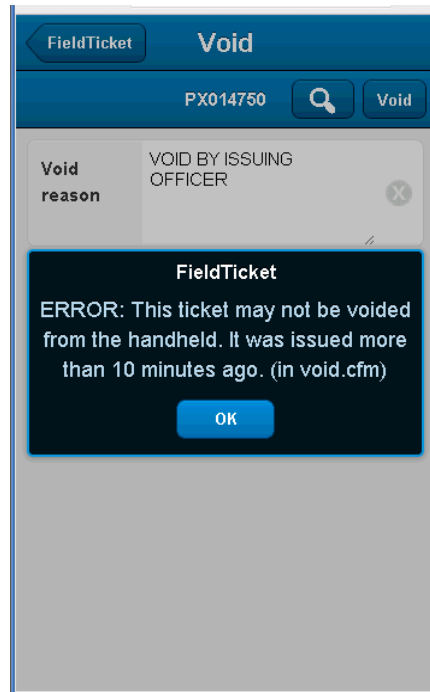 FieldTicket Void
PX014750 Void
Void reason
VOID BY ISSUING
OFFICER
FieldTicket
ERROR: This ticket may not be voided
from the handheld. It was issued more
than 10 minutes ago. (in void.cfm)
OK